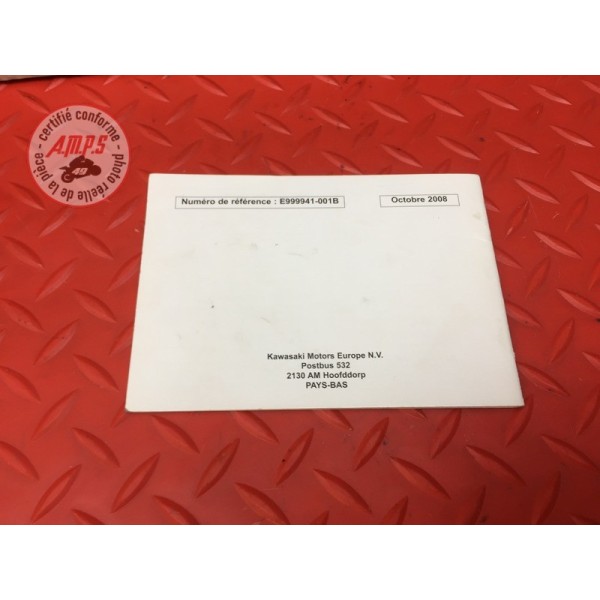 certifié conforme
A.M.P.S
49
photo réelle de la pièce
Numéro de référence : E999941-001B
Octobre 2008
Kawasaki Motors Europe N.V.
Postbus 532
2130 AM Hoofddorp
PAYS-BAS